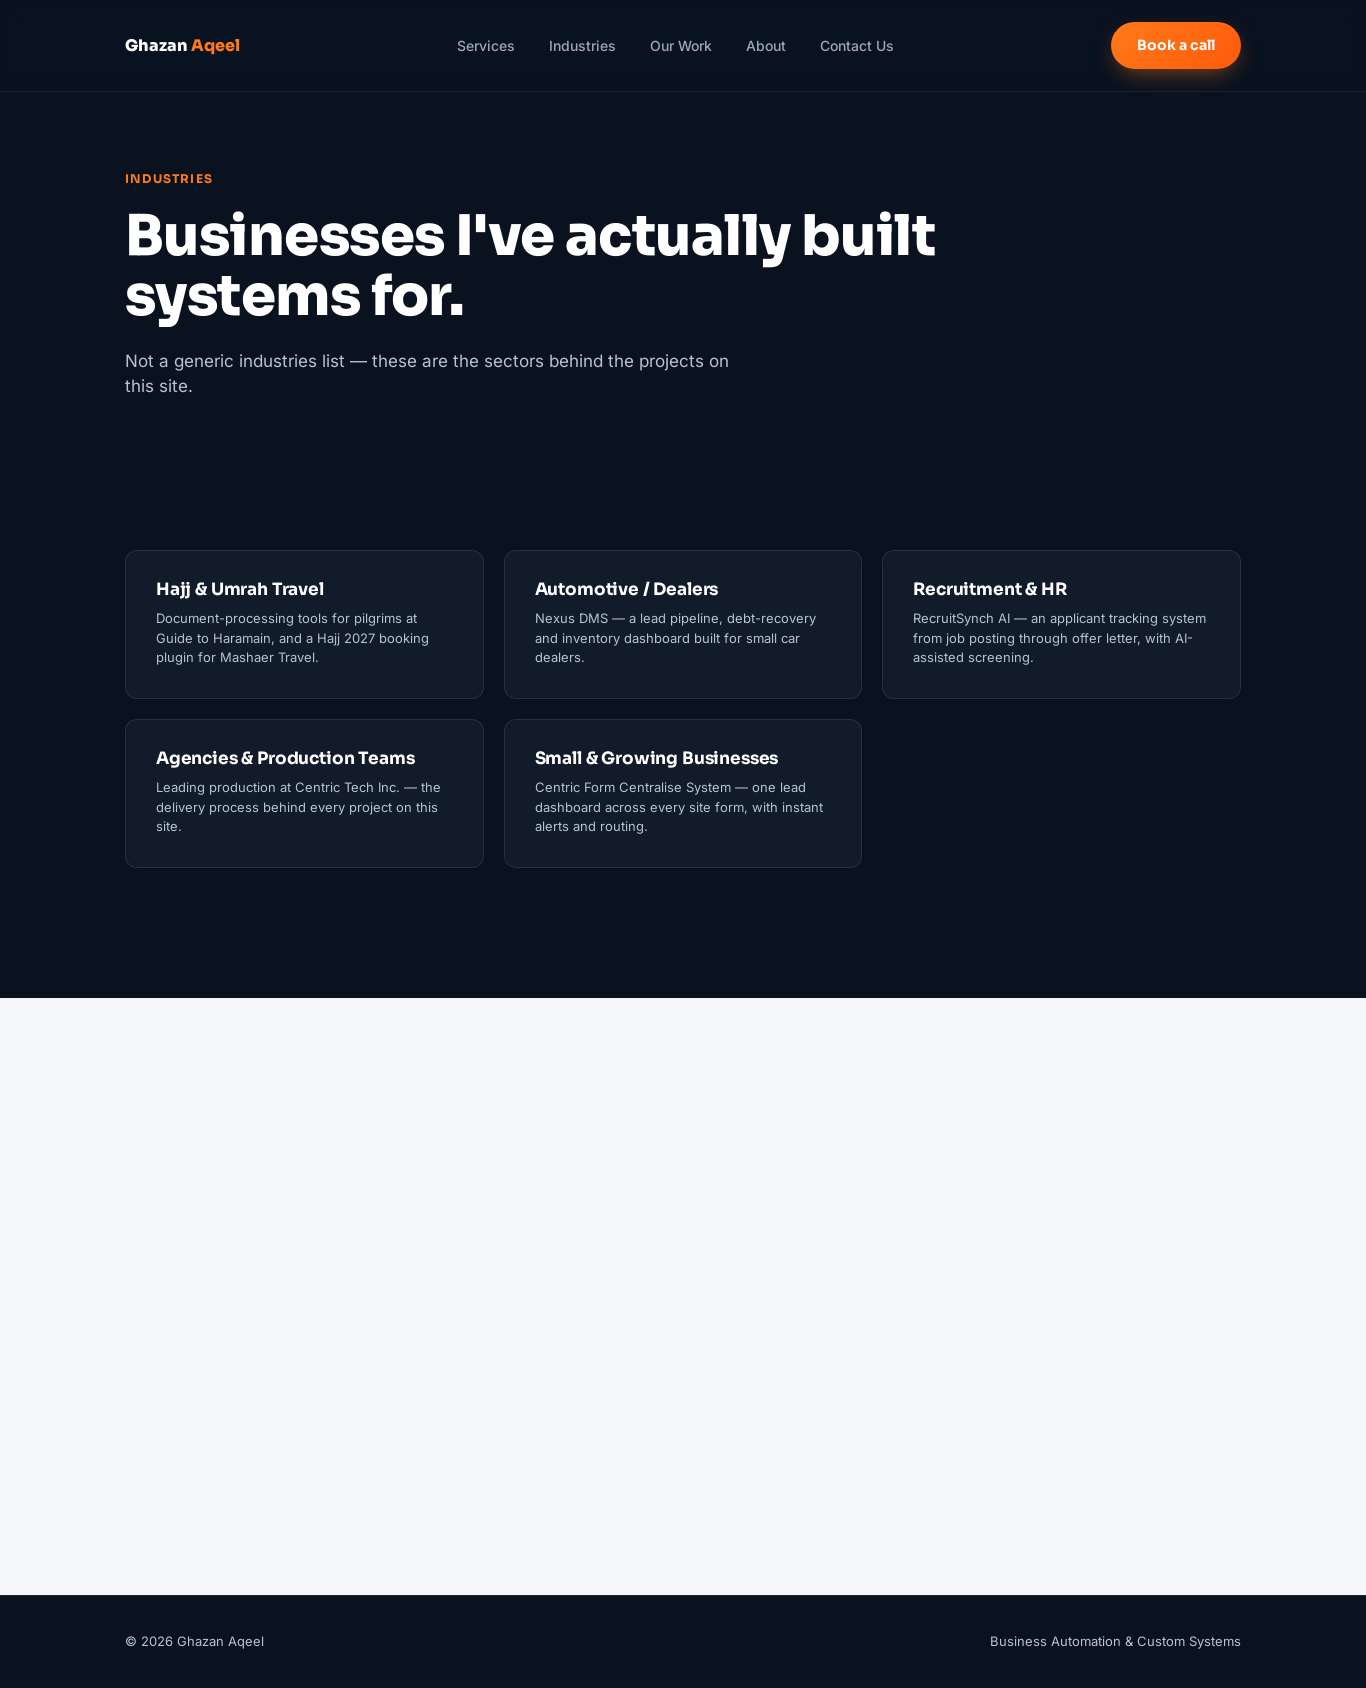 Ghazan Aqeel
Services
Industries
Our Work
About
Contact Us
Book a call
INDUSTRIES
Businesses I've actually built
systems for.
Not a generic industries list — these are the sectors behind the projects on
this site.
Hajj & Umrah Travel
Document-processing tools for pilgrims at
Guide to Haramain, and a Hajj 2027 booking
plugin for Mashaer Travel.
Automotive / Dealers
Nexus DMS — a lead pipeline, debt-recovery
and inventory dashboard built for small car
dealers.
Recruitment & HR
RecruitSynch AI — an applicant tracking system
from job posting through offer letter, with AI-
assisted screening.
Agencies & Production Teams
Leading production at Centric Tech Inc. — the
delivery process behind every project on this
site.
Small & Growing Businesses
Centric Form Centralise System — one lead
dashboard across every site form, with instant
alerts and routing.
© 2026 Ghazan Aqeel
Business Automation & Custom Systems